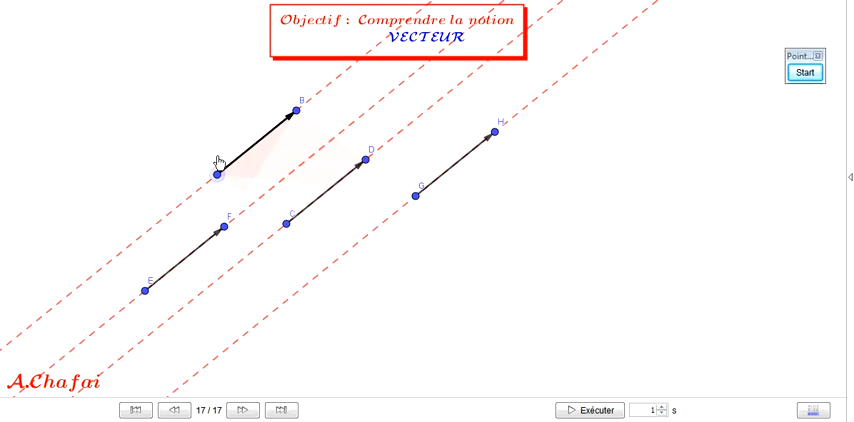 Objectif : Comprendre la notion
VECTEUR
Point...
Start
B
H
D
G
F
C
E
A.Chafai
17 / 17
Exécuter
1 s